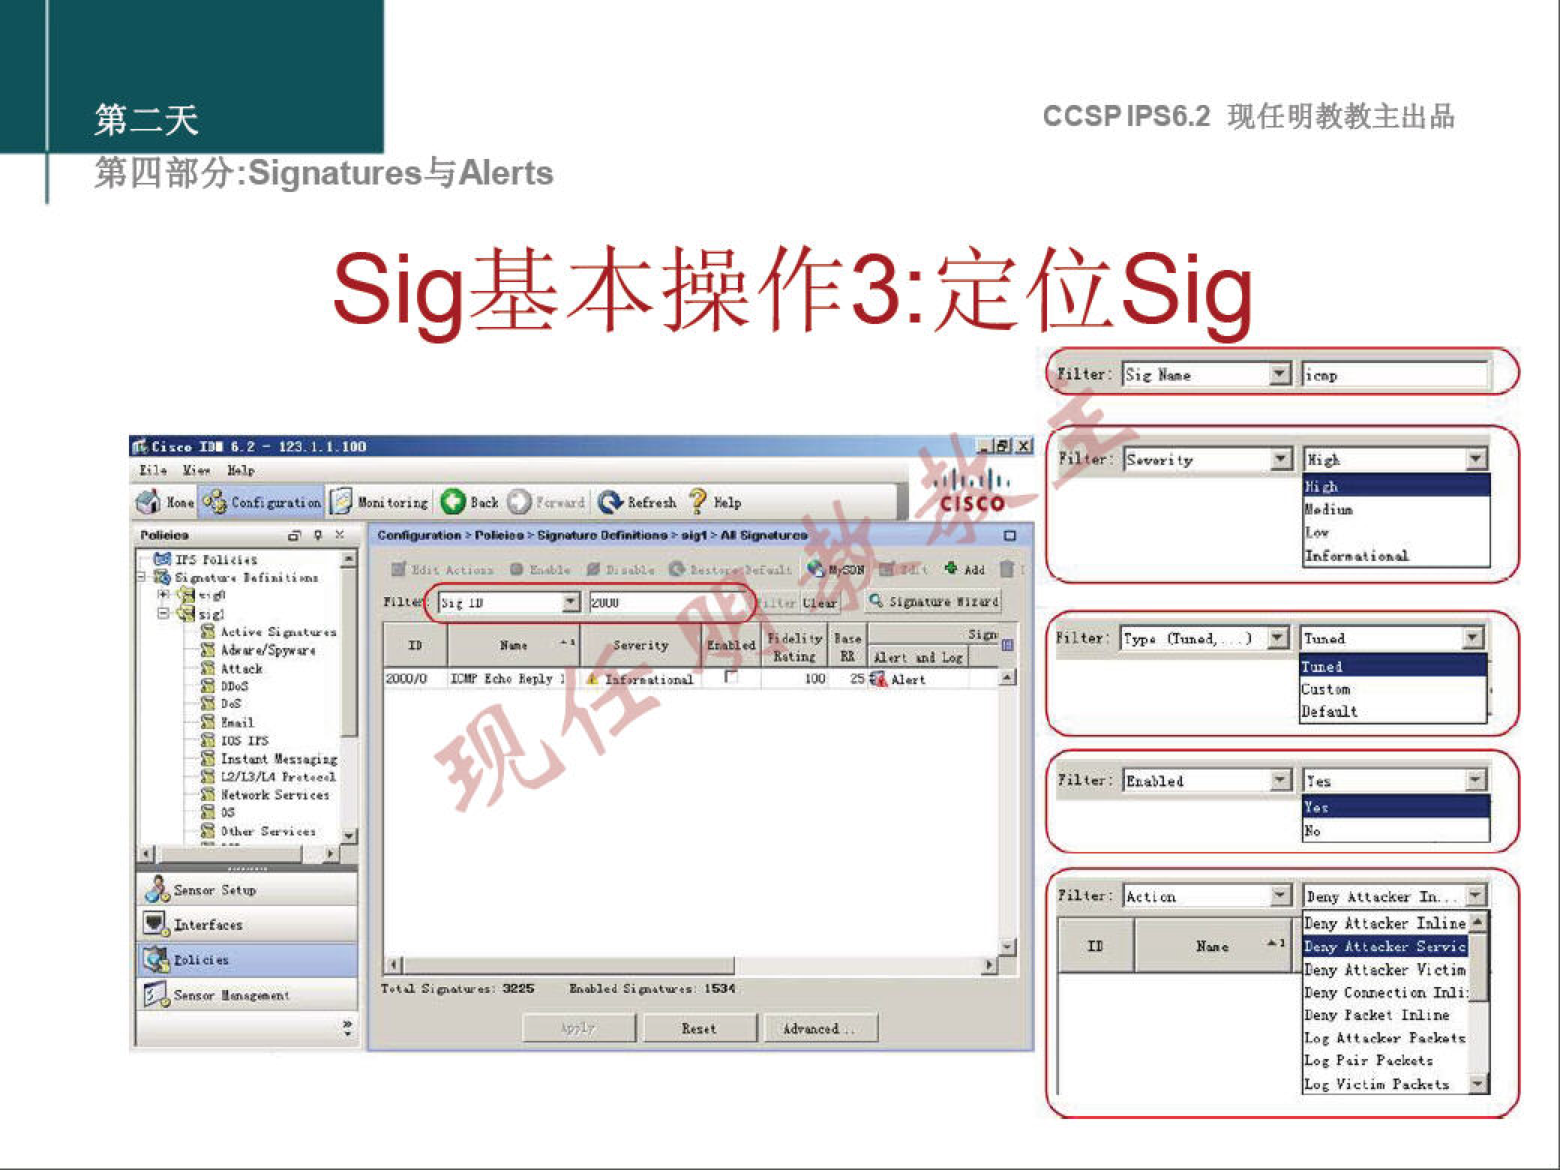 第二天
CCSP IPS6.2 现任明教教主出品
第四部分:Signatures与Alerts
Sig基本操作3:定位Sig
Cisco IDM 6.2 - 123.1.1.100
File View Help
Home Configuration Monitoring Back Forward Refresh Help
CISCO
Policies
IPS Policies
Signature Definitions
sig0
sig1
Active Signatures
Adware/Spyware
Attack
DDoS
DoS
Email
IOS IPS
Instant Messaging
L2/L3/L4 Protocol
Network Services
OS
Other Services
Sensor Setup
Interfaces
Policies
Sensor Management
Configuration > Policies > Signature Definitions > sig1 > All Signatures
Edit Actions Enable Disable Restore Default MySDN Edit Add
Filter: Sig ID 2000 Filter Clear Signature Wizard
ID Name Severity Enabled Fidelity Rating Base RR Sign
Alert and Log
2000/0 ICMP Echo Reply Informational 100 25 Alert
Total Signatures: 3225 Enabled Signatures: 1534
Apply Reset Advanced...
Filter: Sig Name icmp
Filter: Severity High
High
Medium
Low
Informational
Filter: Type (Tuned,...) Tuned
Tuned
Custom
Default
Filter: Enabled Yes
Yes
No
Filter: Action Deny Attacker In...
ID Name
Deny Attacker Inline
Deny Attacker Servic
Deny Attacker Victim
Deny Connection Inli
Deny Packet Inline
Log Attacker Packets
Log Pair Packets
Log Victim Packets
现任明教教主